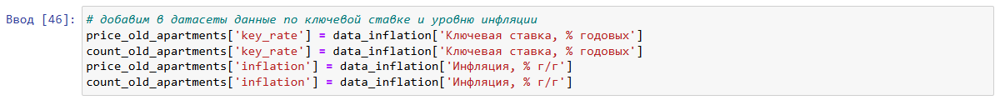 Ввод [46]: # добавим в датасеты данные по ключевой ставке и уровню инфляции
price_old_apartments['key_rate'] = data_inflation['Ключевая ставка, % годовых']
count_old_apartments['key_rate'] = data_inflation['Ключевая ставка, % годовых']
price_old_apartments['inflation'] = data_inflation['Инфляция, % г/г']
count_old_apartments['inflation'] = data_inflation['Инфляция, % г/г']